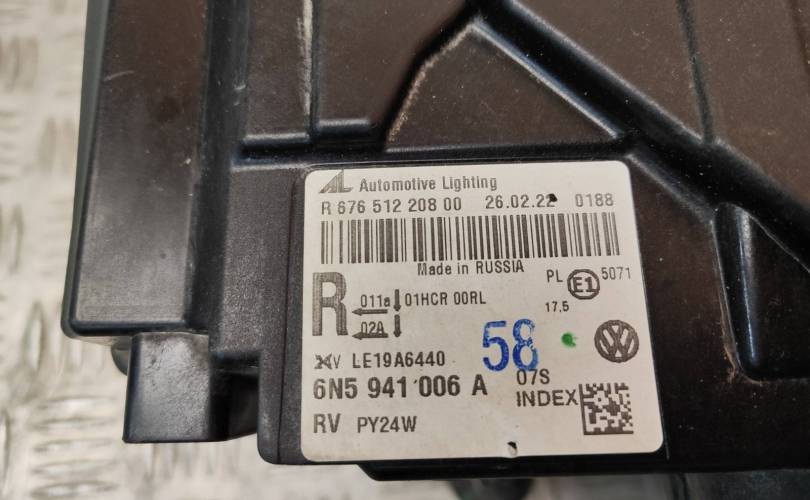 AL Automotive Lighting
R 676 512 208 00 26.02.22 0188
Made in RUSSIA
R 011a 01HCR 00RL PL E1 5071
02A 17.5
LE19A6440 58
6N5 941 006 A 07S
INDEX
RV PY24W